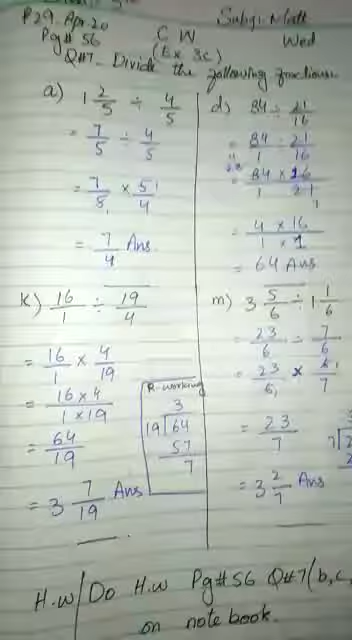 P29. Apr. 20 Subj: Math
Pg# 56 C W Wed
(Ex 3c)
Q#7. Divide the following fractions.
a) 1 2/5 ÷ 4/5
= 7/5 ÷ 4/5
= 7/5 × 5/4
= 7/4 Ans
d) 84 ÷ 21/16
= 84/1 ÷ 21/16
= 84/1 × 16/21
= 4 × 16/1 × 1
= 64 Ans
k) 16/1 ÷ 19/4
= 16/1 × 4/19
= 16×4/1×19
= 64/19
= 3 7/19 Ans
R-working
3
19 64
57
7
m) 3 5/6 ÷ 1 1/6
= 23/6 ÷ 7/6
= 23/6 × 6/7
= 23/7
= 3 2/7 Ans
H.W/Do H.W Pg#56 Q#7(b,c,
on note book.